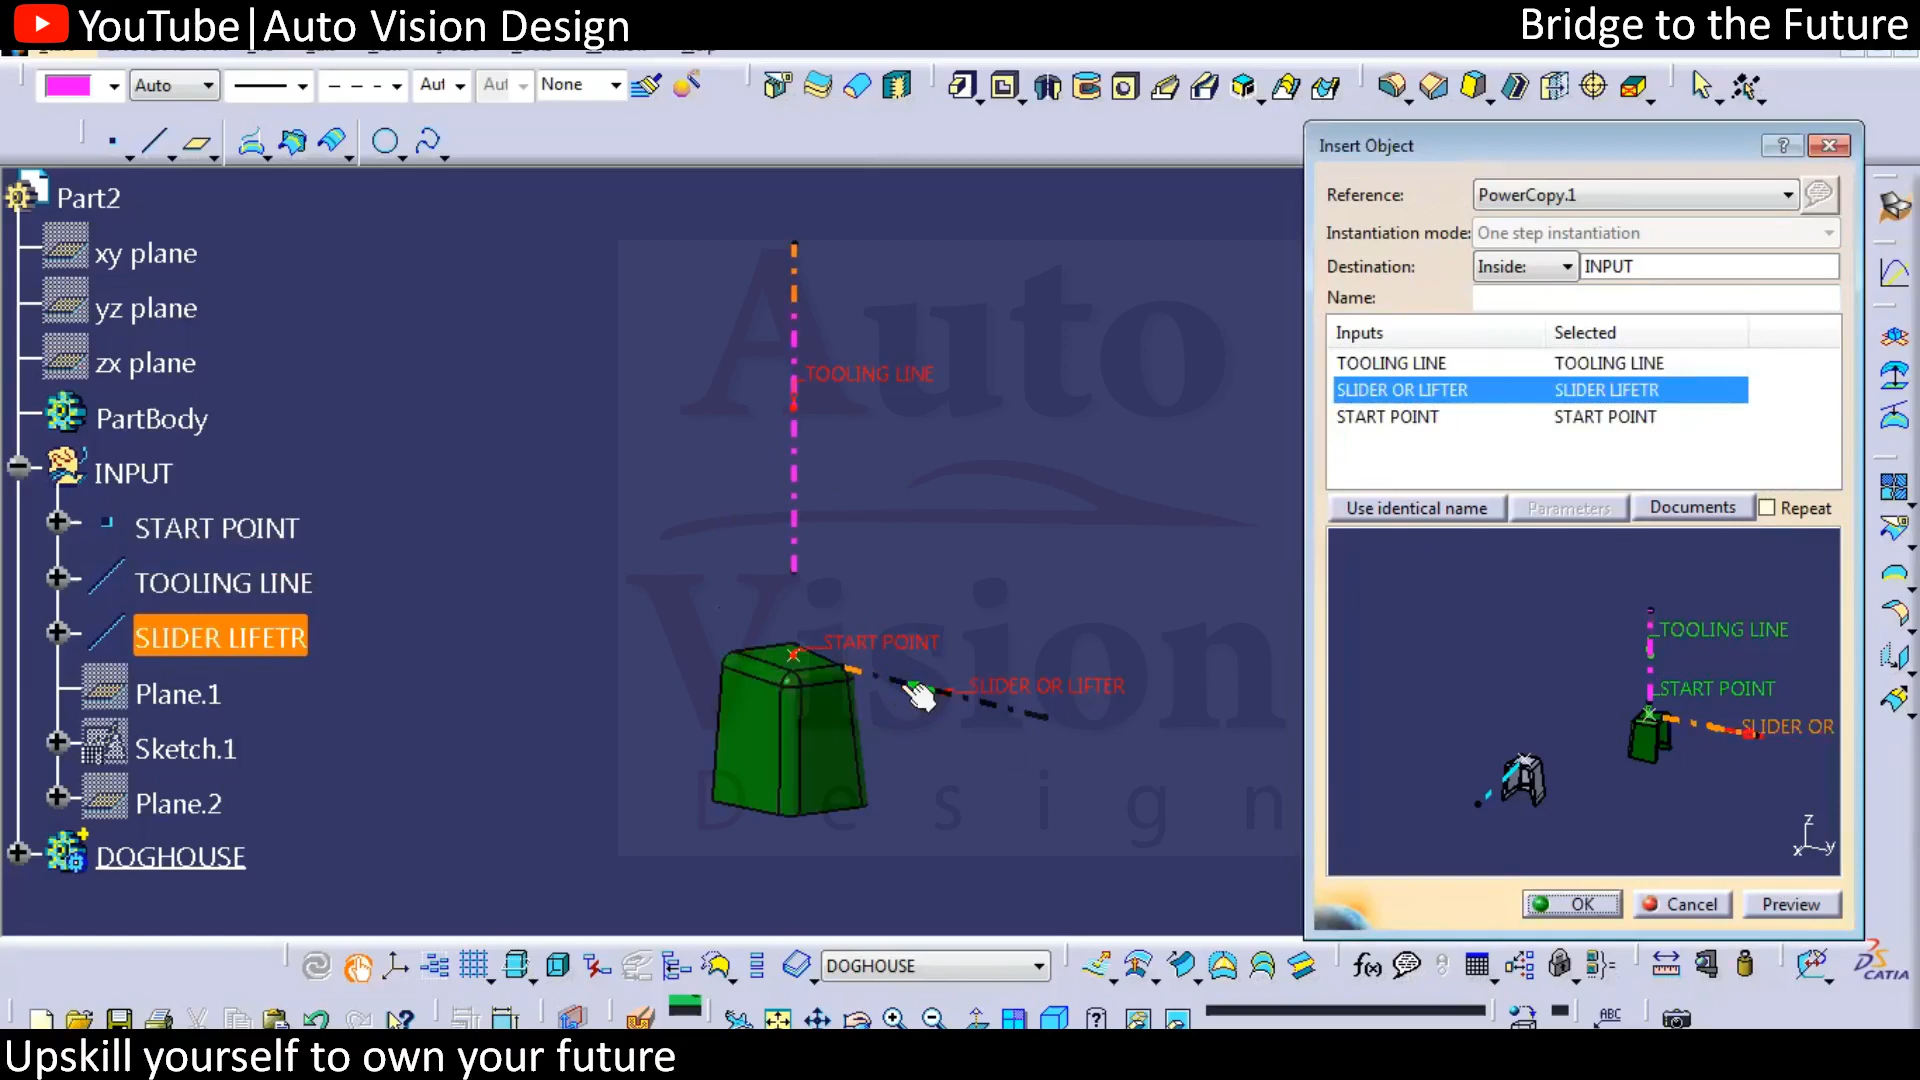 YouTube|Auto Vision Design
Bridge to the Future
Auto
Aut
Aut
None
Part2
xy plane
yz plane
zx plane
PartBody
INPUT
START POINT
TOOLING LINE
SLIDER LIFETR
Plane.1
Sketch.1
Plane.2
DOGHOUSE
TOOLING LINE
START POINT
SLIDER OR LIFTER
Auto
Vision
Design
Insert Object
Reference: PowerCopy.1
Instantiation mode: One step instantiation
Destination: Inside: INPUT
Name:
Inputs Selected
TOOLING LINE TOOLING LINE
SLIDER OR LIFTER SLIDER LIFETR
START POINT START POINT
Use identical name Parameters Documents Repeat
TOOLING LINE
START POINT
SLIDER OR
z
x y
OK Cancel Preview
DOGHOUSE
f(x)
ABC
CATIA
Upskill yourself to own your future